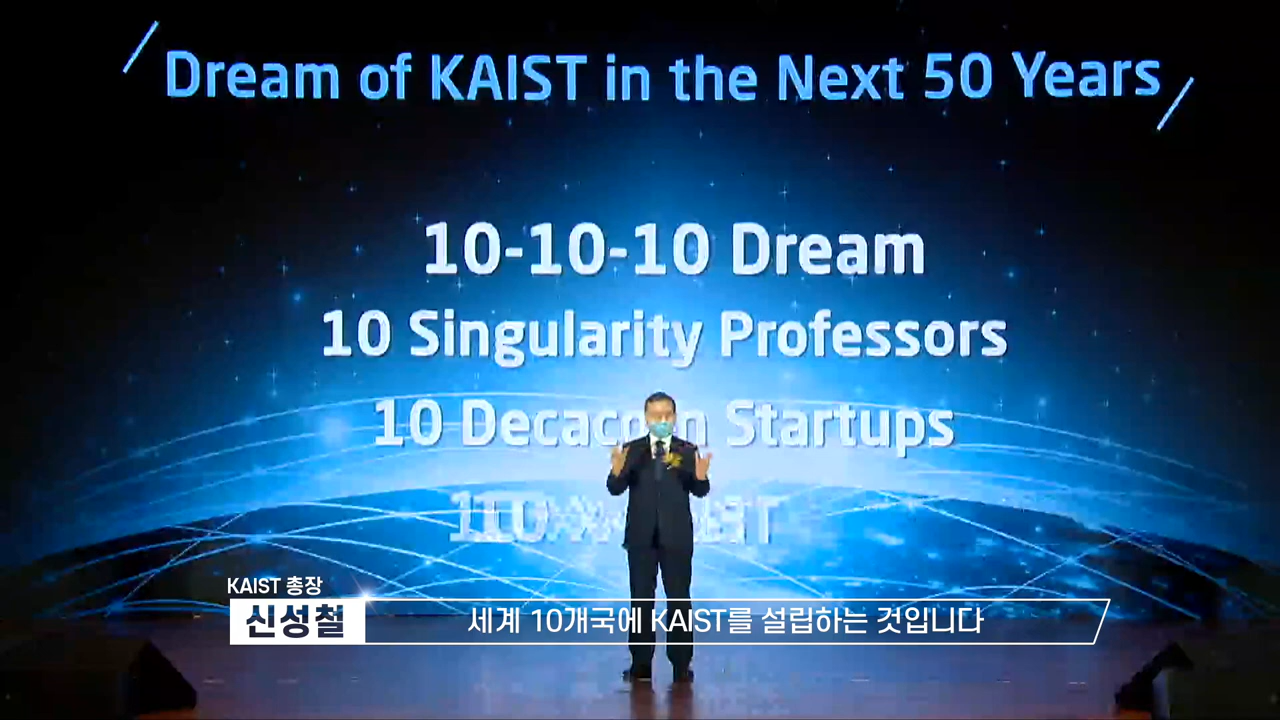 Dream of KAIST in the Next 50 Years
10-10-10 Dream
10 Singularity Professors
10 Startups
KAIST 총장
신성철
세계 10개국에 KAIST를 설립하는 것입니다